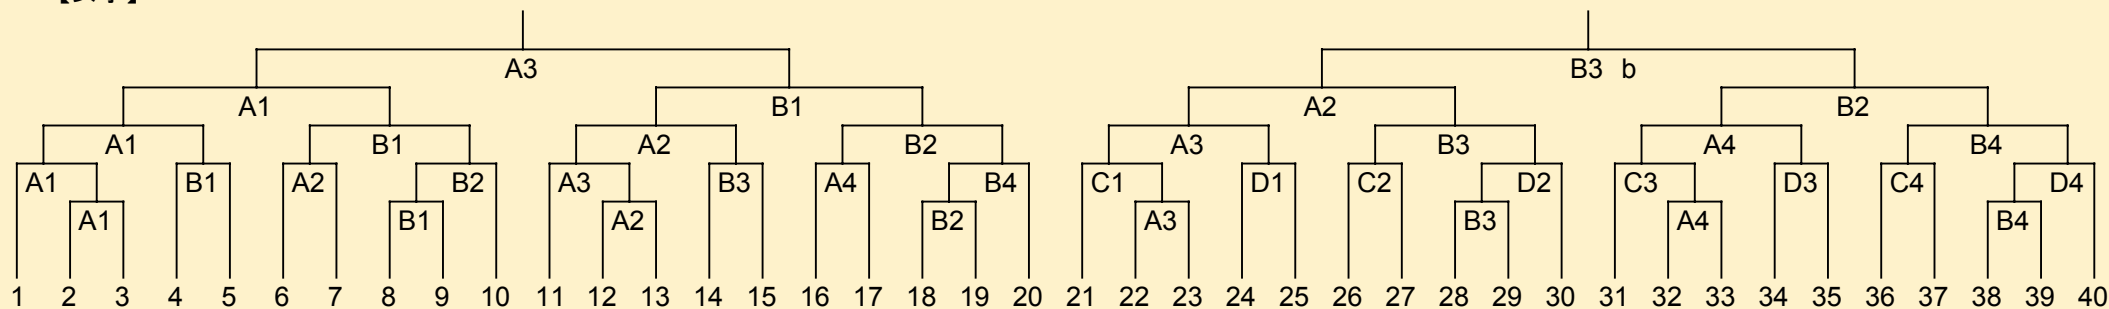 A3 B3 b
A1 B1 A2 B2
A1 B1 A2 B2 A3 B3 A4 B4
A1 B1 A2 B2 A3 B3 A4 B4 C1 D1 C2 D2 C3 D3 C4 D4
A1 B1 A2 B2 A3 B3 A4 B4
1 2 3 4 5 6 7 8 9 10 11 12 13 14 15 16 17 18 19 20 21 22 23 24 25 26 27 28 29 30 31 32 33 34 35 36 37 38 39 40